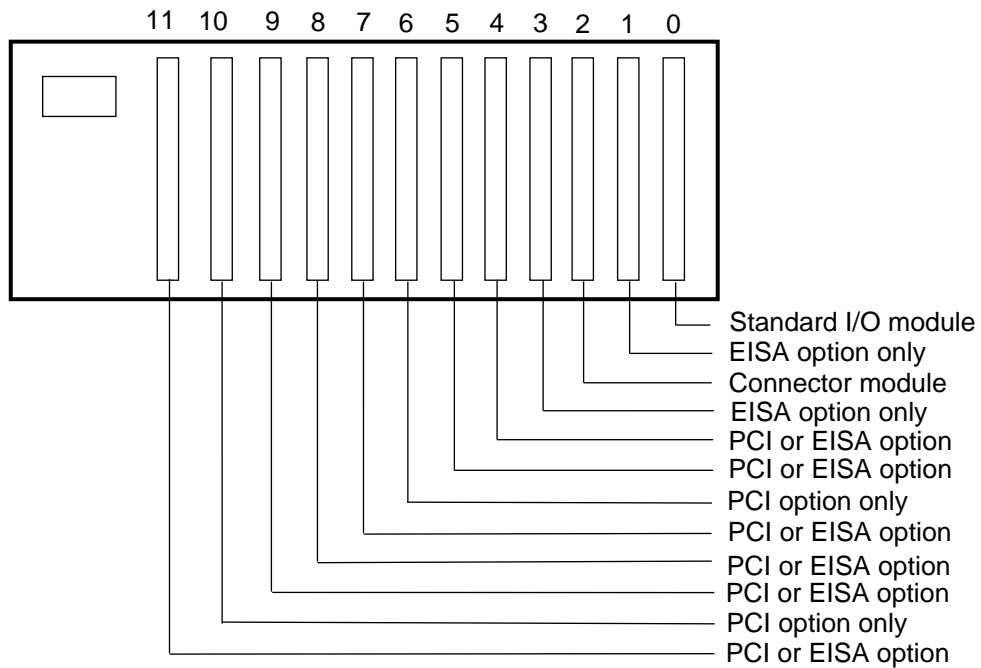 11 10 9 8 7 6 5 4 3 2 1 0
Standard I/O module
EISA option only
Connector module
EISA option only
PCI or EISA option
PCI or EISA option
PCI option only
PCI or EISA option
PCI or EISA option
PCI or EISA option
PCI option only
PCI or EISA option